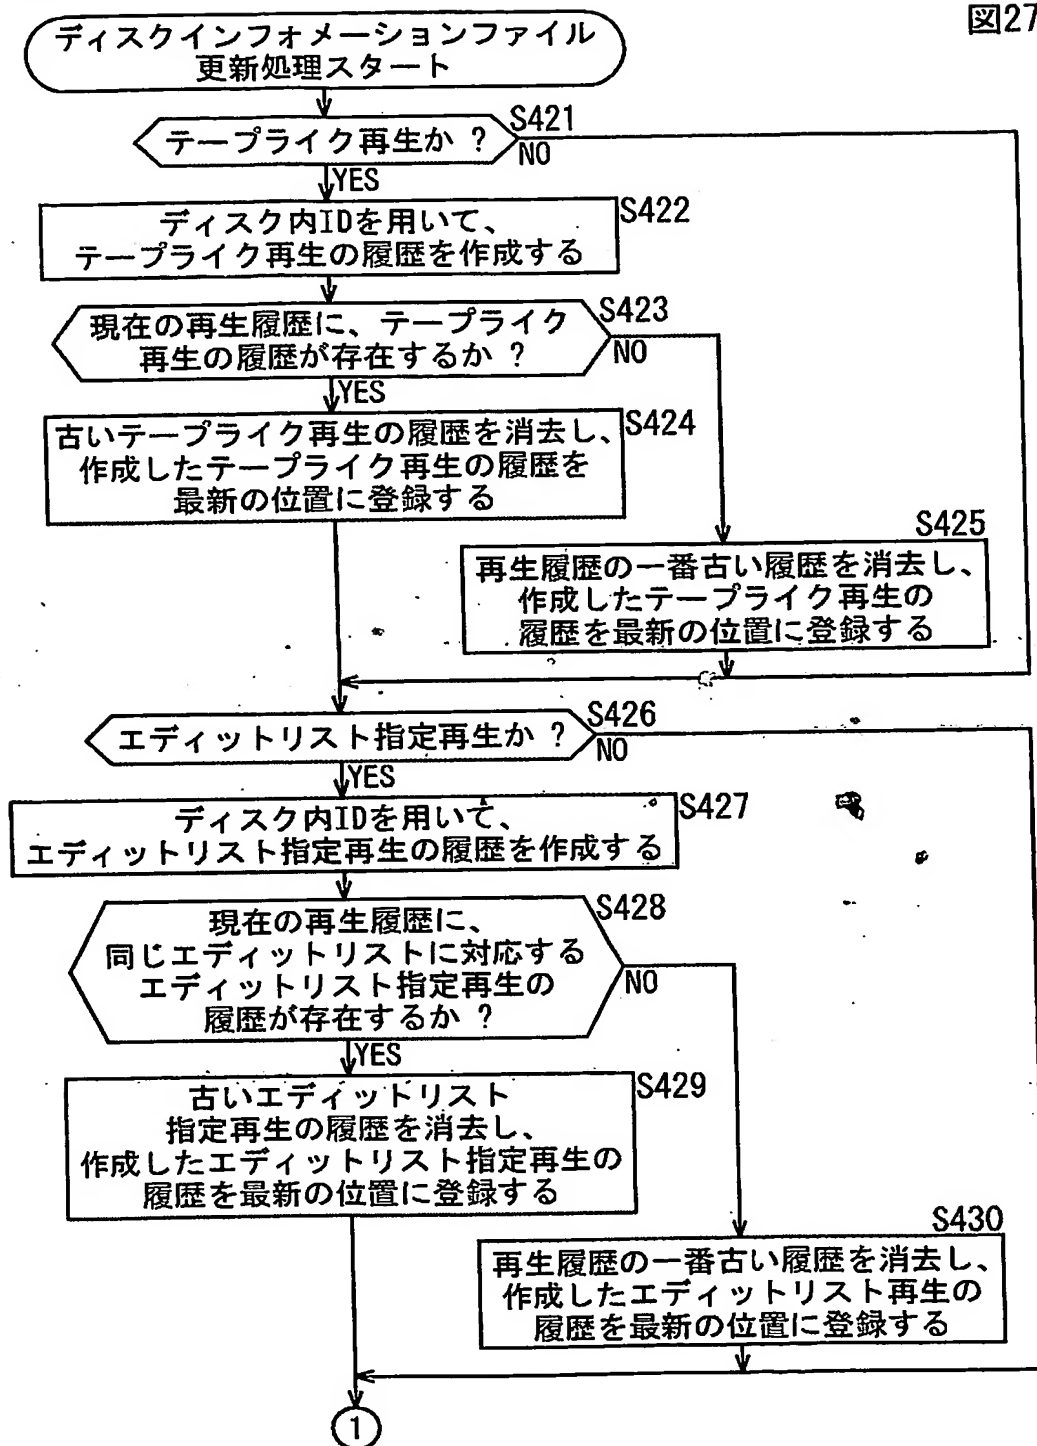 図27
ディスクインフォメーションファイル
更新処理スタート
S421
テープライク再生か ?
NO
YES
S422
ディスク内IDを用いて、
テープライク再生の履歴を作成する
S423
現在の再生履歴に、テープライク
再生の履歴が存在するか ?
NO
YES
S424
古いテープライク再生の履歴を消去し、
作成したテープライク再生の履歴を
最新の位置に登録する
S425
再生履歴の一番古い履歴を消去し、
作成したテープライク再生の
履歴を最新の位置に登録する
S426
エディットリスト指定再生か ?
NO
YES
S427
ディスク内IDを用いて、
エディットリスト指定再生の履歴を作成する
S428
現在の再生履歴に、
同じエディットリストに対応する
エディットリスト指定再生の
履歴が存在するか ?
NO
YES
S429
古いエディットリスト
指定再生の履歴を消去し、
作成したエディットリスト指定再生の
履歴を最新の位置に登録する
S430
再生履歴の一番古い履歴を消去し、
作成したエディットリスト再生の
履歴を最新の位置に登録する
1